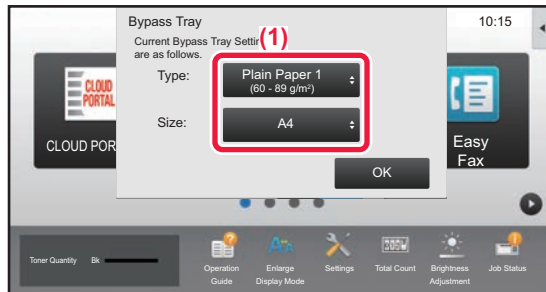 Bypass Tray
10:15
Current Bypass Tray Settin
(1)
are as follows.
Type:
Plain Paper 1
(60 - 89 g/m²)
Size:
A4
OK
CLOUD
PORTAL
CLOUD POR
Easy
Fax
Toner Quantity
Bk
Operation
Guide
Enlarge
Display Mode
Settings
Total Count
Brightness
Adjustment
Job Status